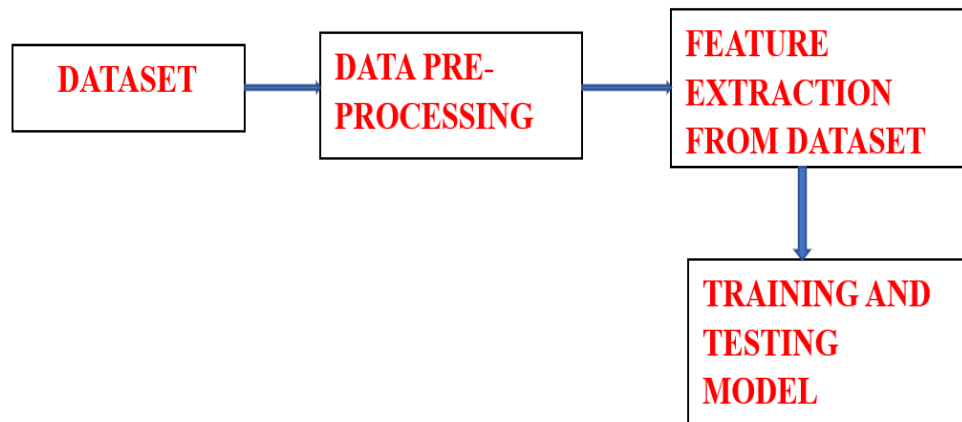 DATASET
DATA PRE-
PROCESSING
FEATURE
EXTRACTION
FROM DATASET
TRAINING AND
TESTING
MODEL